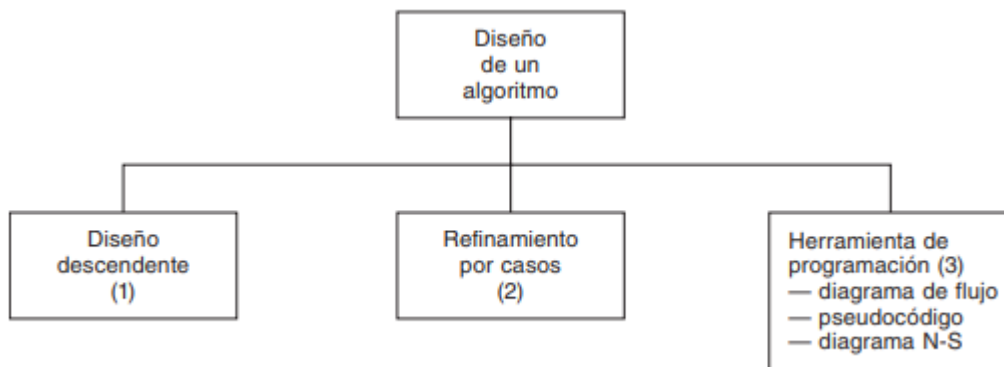 Diseño
de un
algoritmo
Diseño
descendente
(1)
Refinamiento
por casos
(2)
Herramienta de
programación (3)
— diagrama de flujo
— pseudocódigo
— diagrama N-S